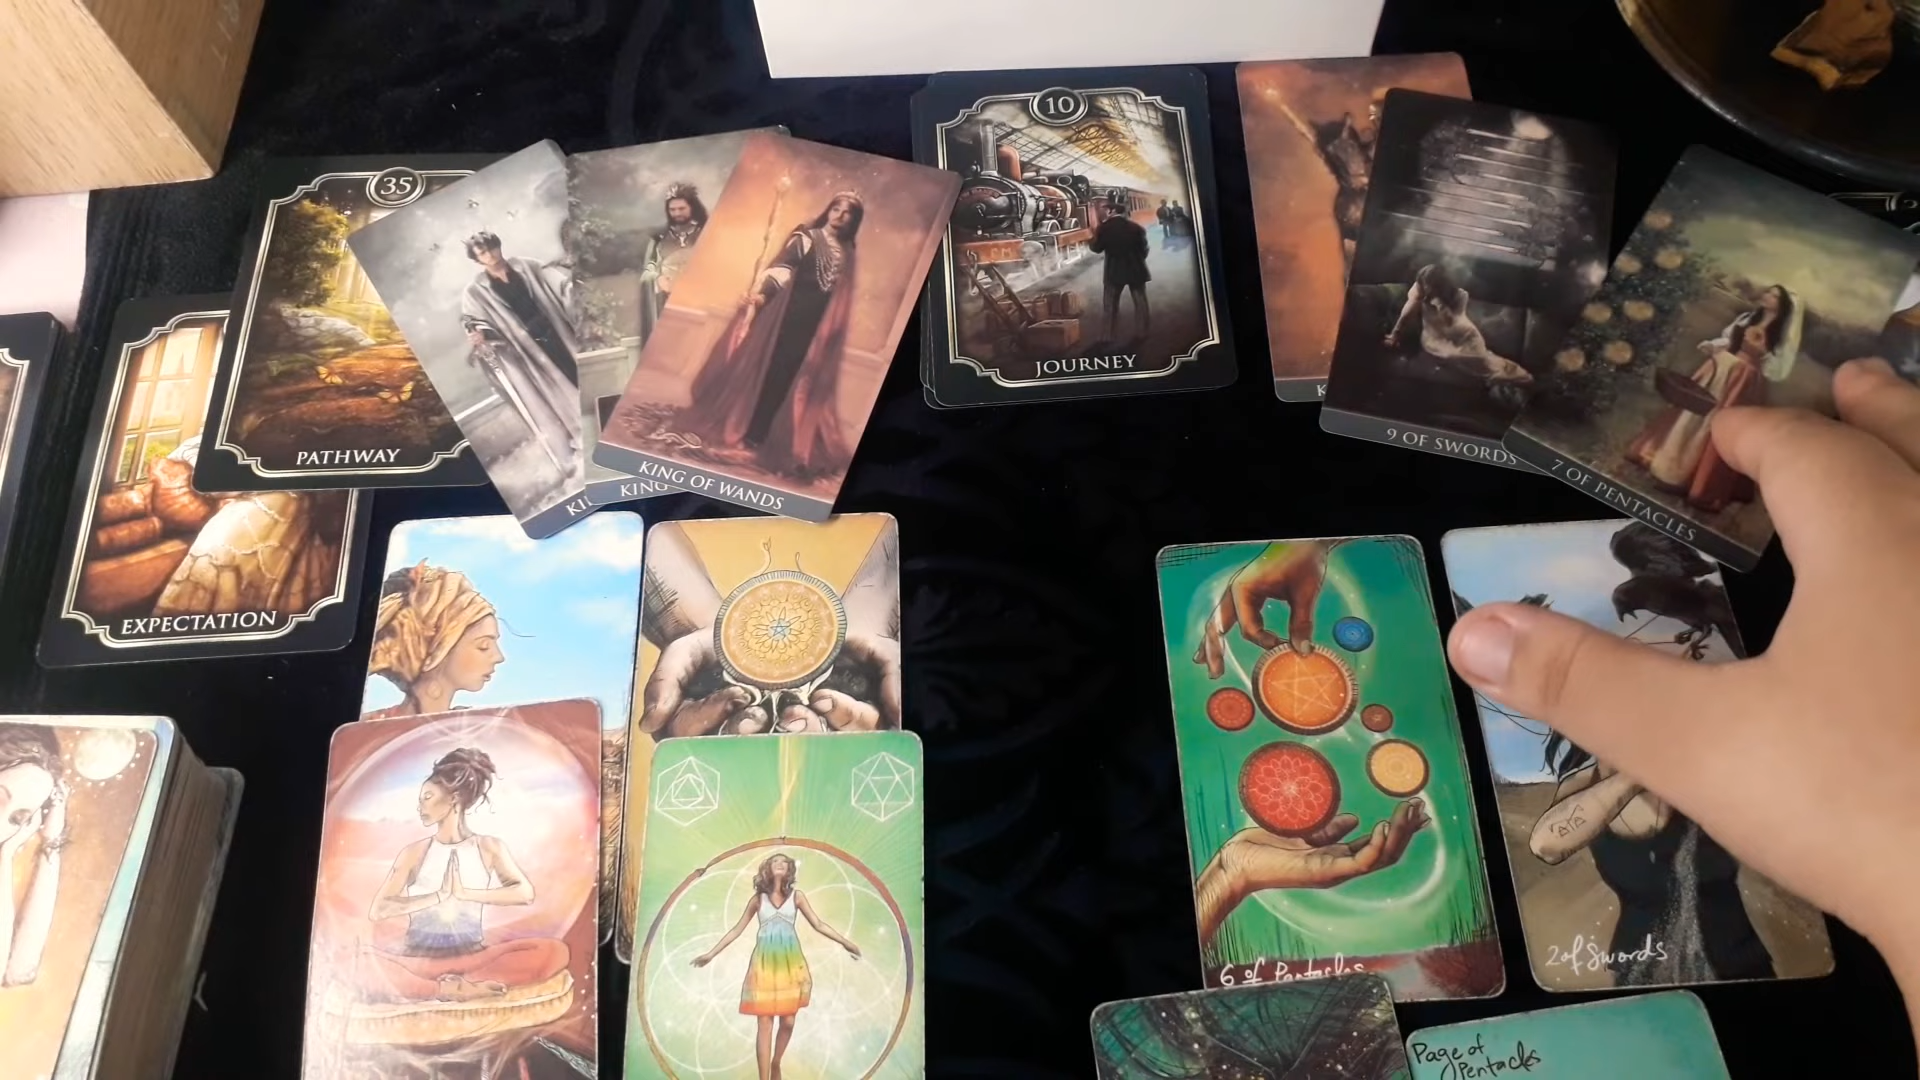 35
PATHWAY
EXPECTATION
KING OF WANDS
10
JOURNEY
9 OF SWORDS
7 OF PENTACLES
6 of Pentacles
2 of Swords
Page of
Pentacles